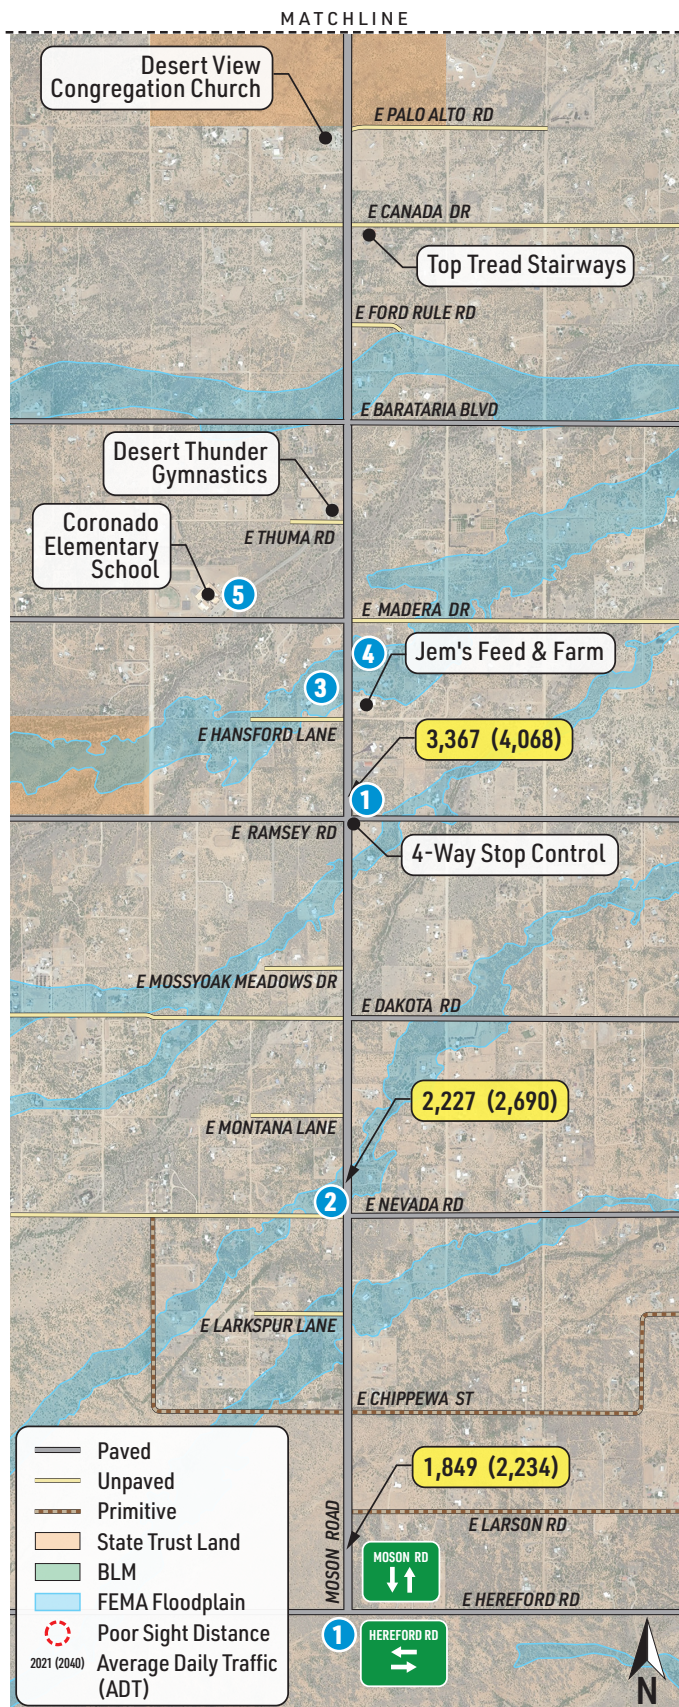 MATCHLINE
Desert View
Congregation Church
E PALO ALTO RD
E CANADA DR
Top Tread Stairways
E FORD RULE RD
E BARATARIA BLVD
Desert Thunder
Gymnastics
E THUMA RD
Coronado
Elementary
School
5
E MADERA DR
4
Jem's Feed & Farm
3
E HANSFORD LANE
3,367 (4,068)
1
E RAMSEY RD
4-Way Stop Control
E MOSSYOAK MEADOWS DR
E DAKOTA RD
2,227 (2,690)
E MONTANA LANE
2
E NEVADA RD
E LARKSPUR LANE
E CHIPPEWA ST
1,849 (2,234)
E LARSON RD
MOSON ROAD
MOSON RD
E HEREFORD RD
1
HEREFORD RD
N
Paved
Unpaved
Primitive
State Trust Land
BLM
FEMA Floodplain
Poor Sight Distance
2021 (2040) Average Daily Traffic
(ADT)